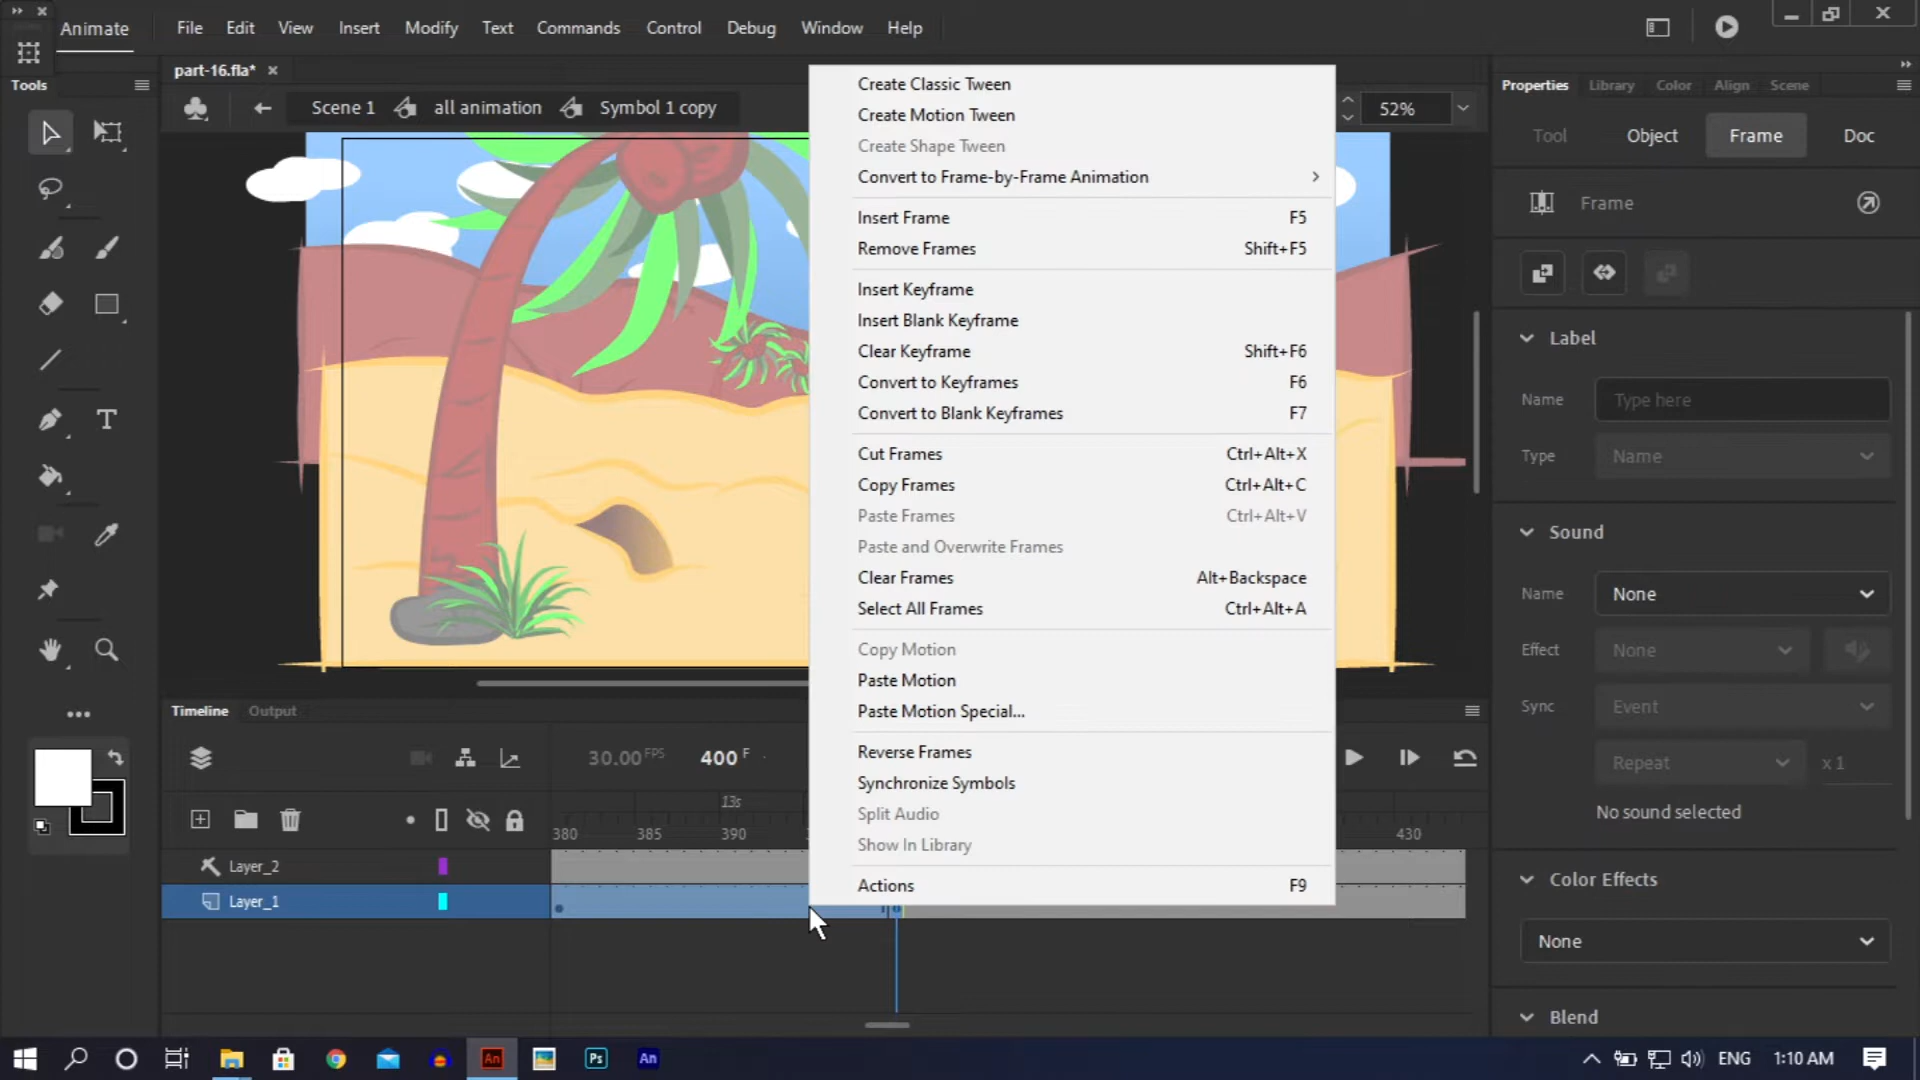 Animate
File Edit View Insert Modify Text Commands Control Debug Window Help
part-16.fla*
Tools
Scene 1 all animation Symbol 1 copy
52%
Properties Library Color Align Scene
Tool Object Frame Doc
Frame
Label
Name Type here
Type Name
Sound
Name None
Effect None
Sync Event
Repeat x 1
No sound selected
Color Effects
None
Blend
Create Classic Tween
Create Motion Tween
Create Shape Tween
Convert to Frame-by-Frame Animation
Insert Frame F5
Remove Frames Shift+F5
Insert Keyframe
Insert Blank Keyframe
Clear Keyframe Shift+F6
Convert to Keyframes F6
Convert to Blank Keyframes F7
Cut Frames Ctrl+Alt+X
Copy Frames Ctrl+Alt+C
Paste Frames Ctrl+Alt+V
Paste and Overwrite Frames
Clear Frames Alt+Backspace
Select All Frames Ctrl+Alt+A
Copy Motion
Paste Motion
Paste Motion Special...
Reverse Frames
Synchronize Symbols
Split Audio
Show In Library
Actions F9
Timeline Output
30.00 FPS 400 F
13s
380 385 390 430
Layer_2
Layer_1
An Ps An
ENG 1:10 AM